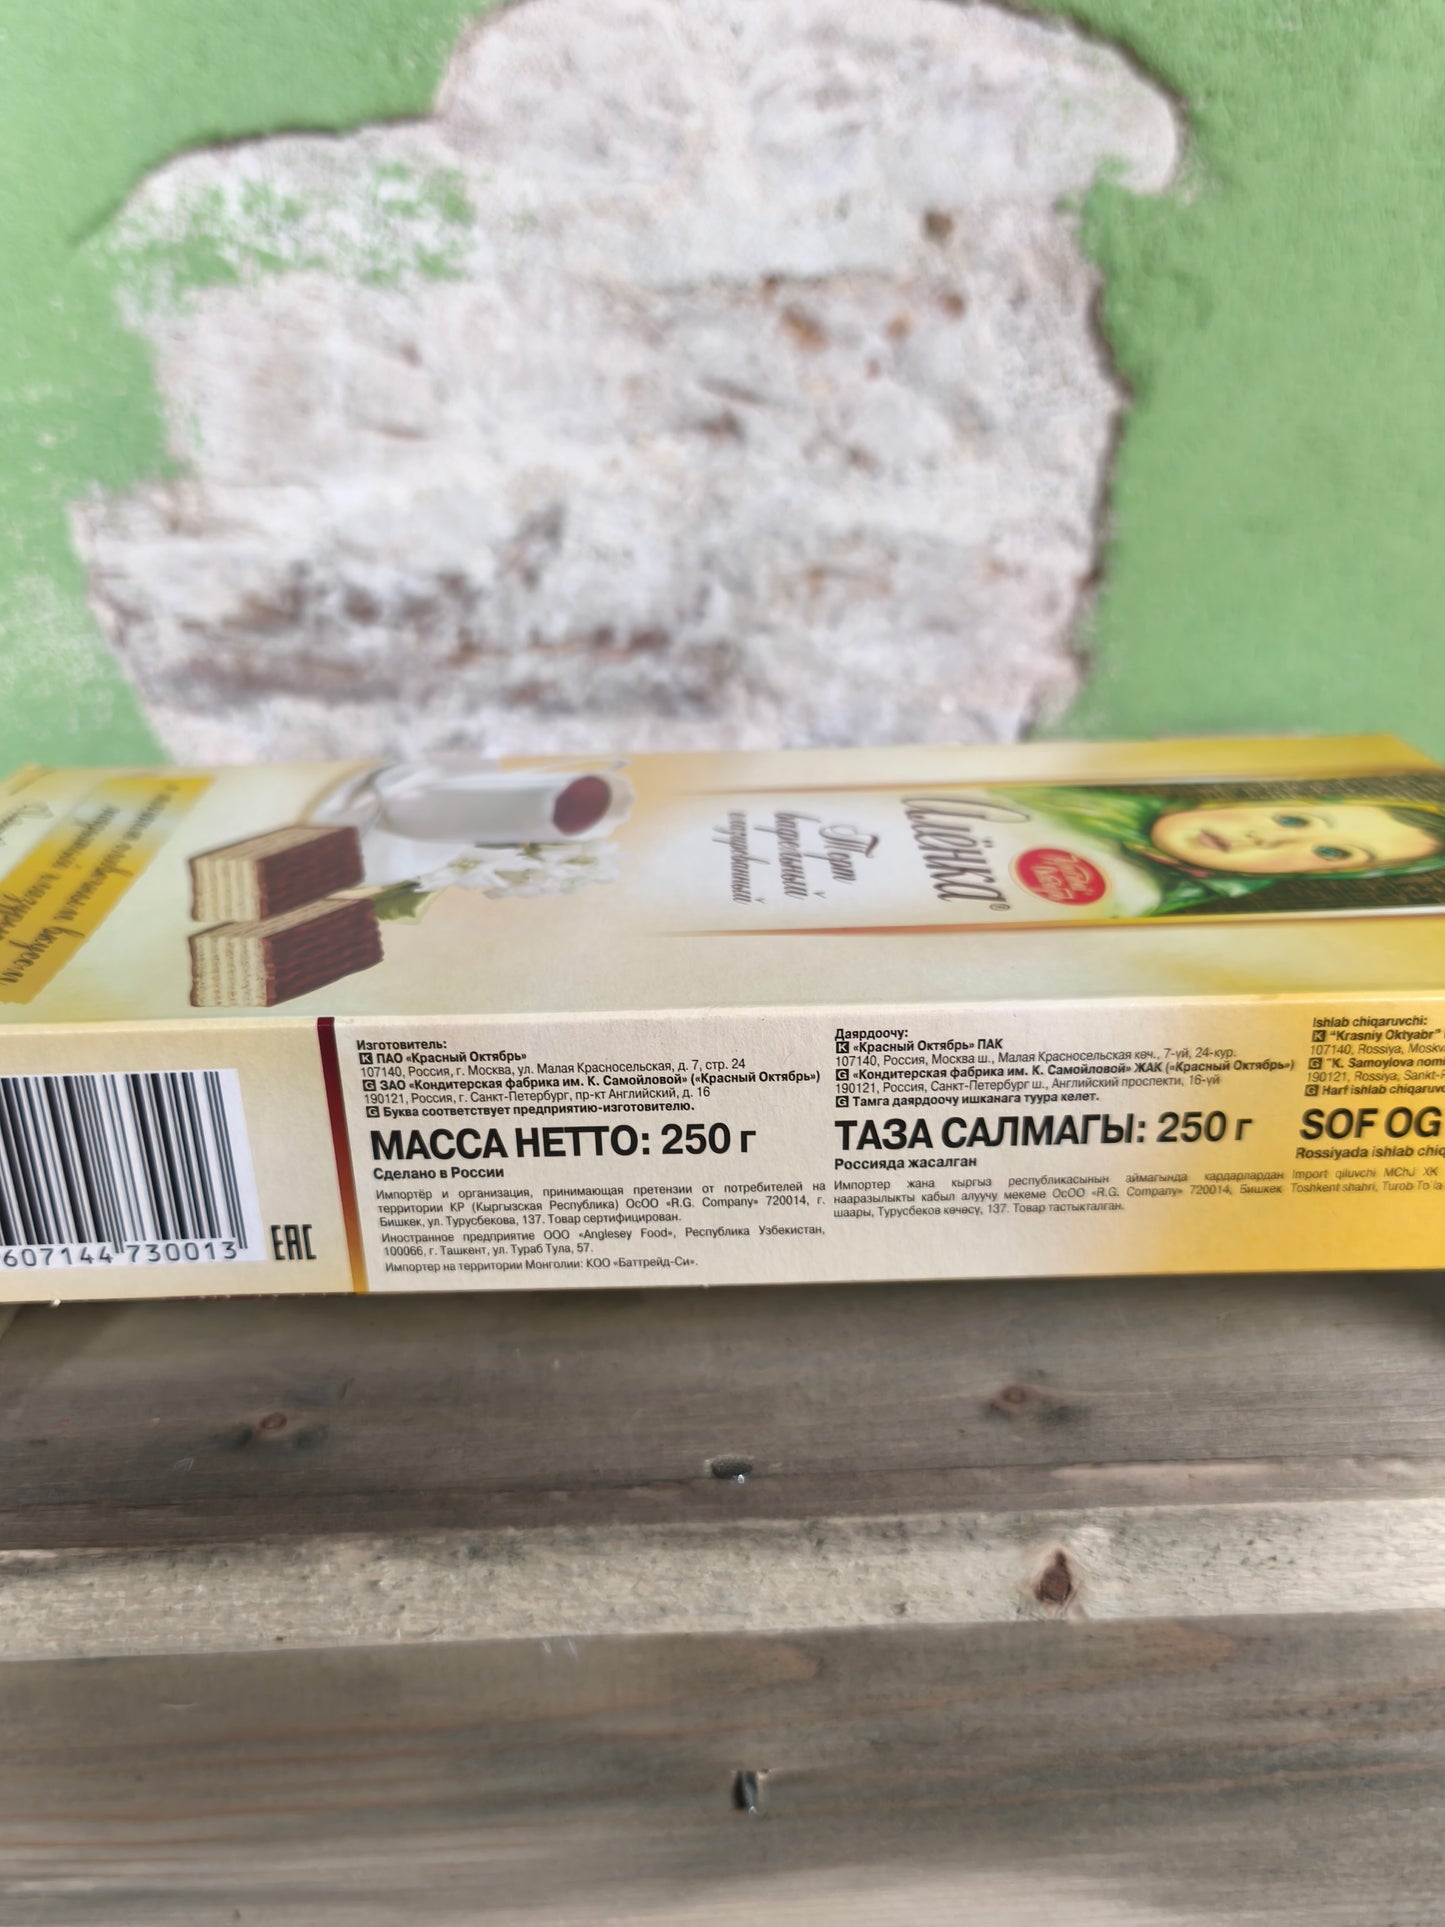 Алёнка®
Торт
вафельный
глазированный
607144 730013
EAC
Изготовитель:
К ПАО «Красный Октябрь»
107140, Россия, г. Москва, ул. Малая Красносельская, д. 7, стр. 24
G ЗАО «Кондитерская фабрика им. К. Самойловой» («Красный Октябрь»)
190121, Россия, г. Санкт-Петербург, пр-кт Английский, д. 16
G Буква соответствует предприятию-изготовителю.
МАССА НЕТТО: 250 г
Сделано в России
Импортёр и организация, принимающая претензии от потребителей на
территории КР (Кыргызская Республика) ОсОО «R.G. Company» 720014, г.
Бишкек, ул. Турусбекова, 137. Товар сертифицирован.
Иностранное предприятие ООО «Anglesey Food», Республика Узбекистан,
100066, г. Ташкент, ул. Тураб Тула, 57.
Импортер на территории Монголии: КОО «Баттрейд-Си».
Даярдоочу:
К «Красный Октябрь» ПАК
107140, Россия, Москва ш., Малая Красносельская көч., 7-үй, 24-кур.
G «Кондитерская фабрика им. К. Самойловой» ЖАК («Красный Октябрь»)
190121, Россия, Санкт-Петербург ш., Английский проспекти, 16-үй
G Тамга даярдоочу ишканага туура келет.
ТАЗА САЛМАГЫ: 250 г
Россияда жасалган
Импортер жана кыргыз республикасынын аймагында кардарлардан
нааразылыкты кабыл алуучу мекеме ОсОО «R.G. Company» 720014, Бишкек
шаары, Турусбеков көчөсү, 137. Товар тастыкталган.
Ishlab chiqaruvchi:
K "Krasniy Oktyabr"
107140, Rossiya, Moskv
G "K. Samoylova nomi
190121, Rossiya, Sankt-P
G Harf ishlab chiqaruvc
SOF OG
Rossiyada ishlab chiq
Import qiluvchi MChJ XK
Toshkent shahri, Turob To'la